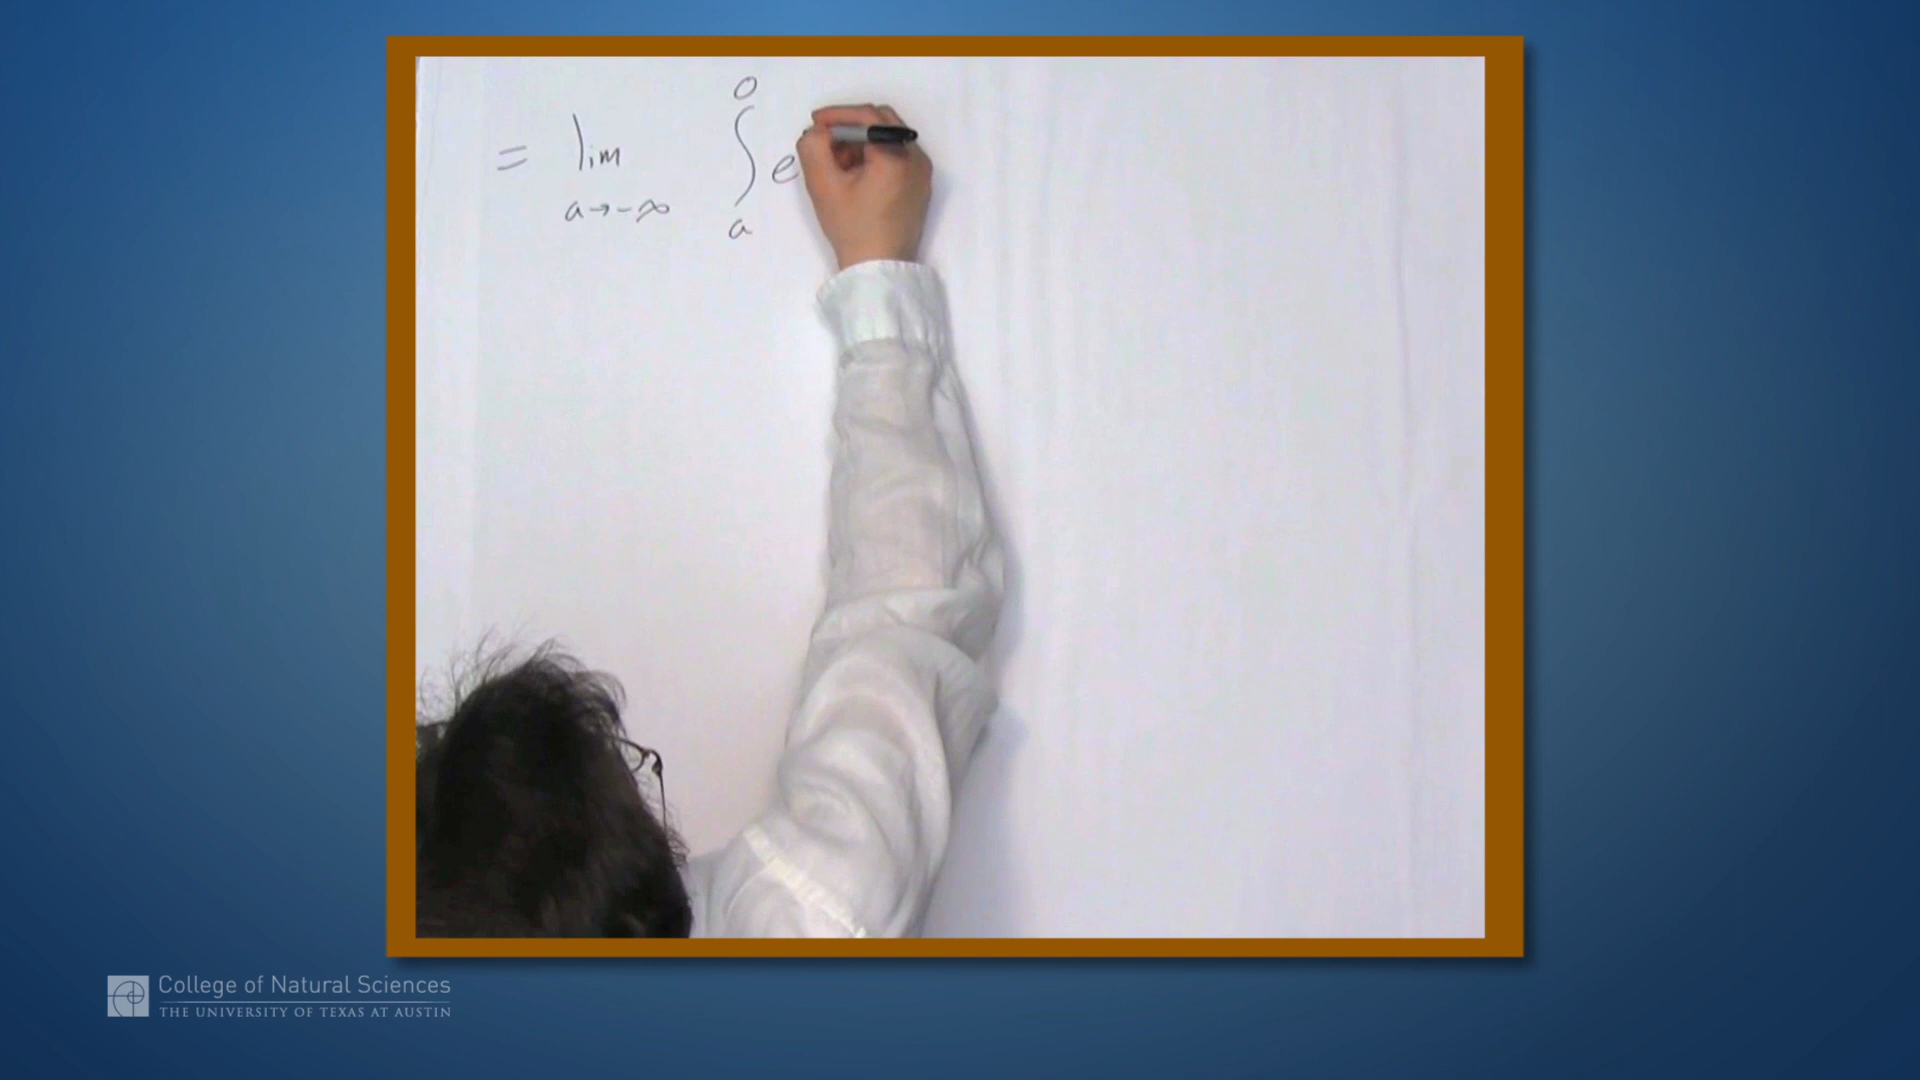 = lim ∫ e
0
a→-∞
a
College of Natural Sciences
THE UNIVERSITY OF TEXAS AT AUSTIN